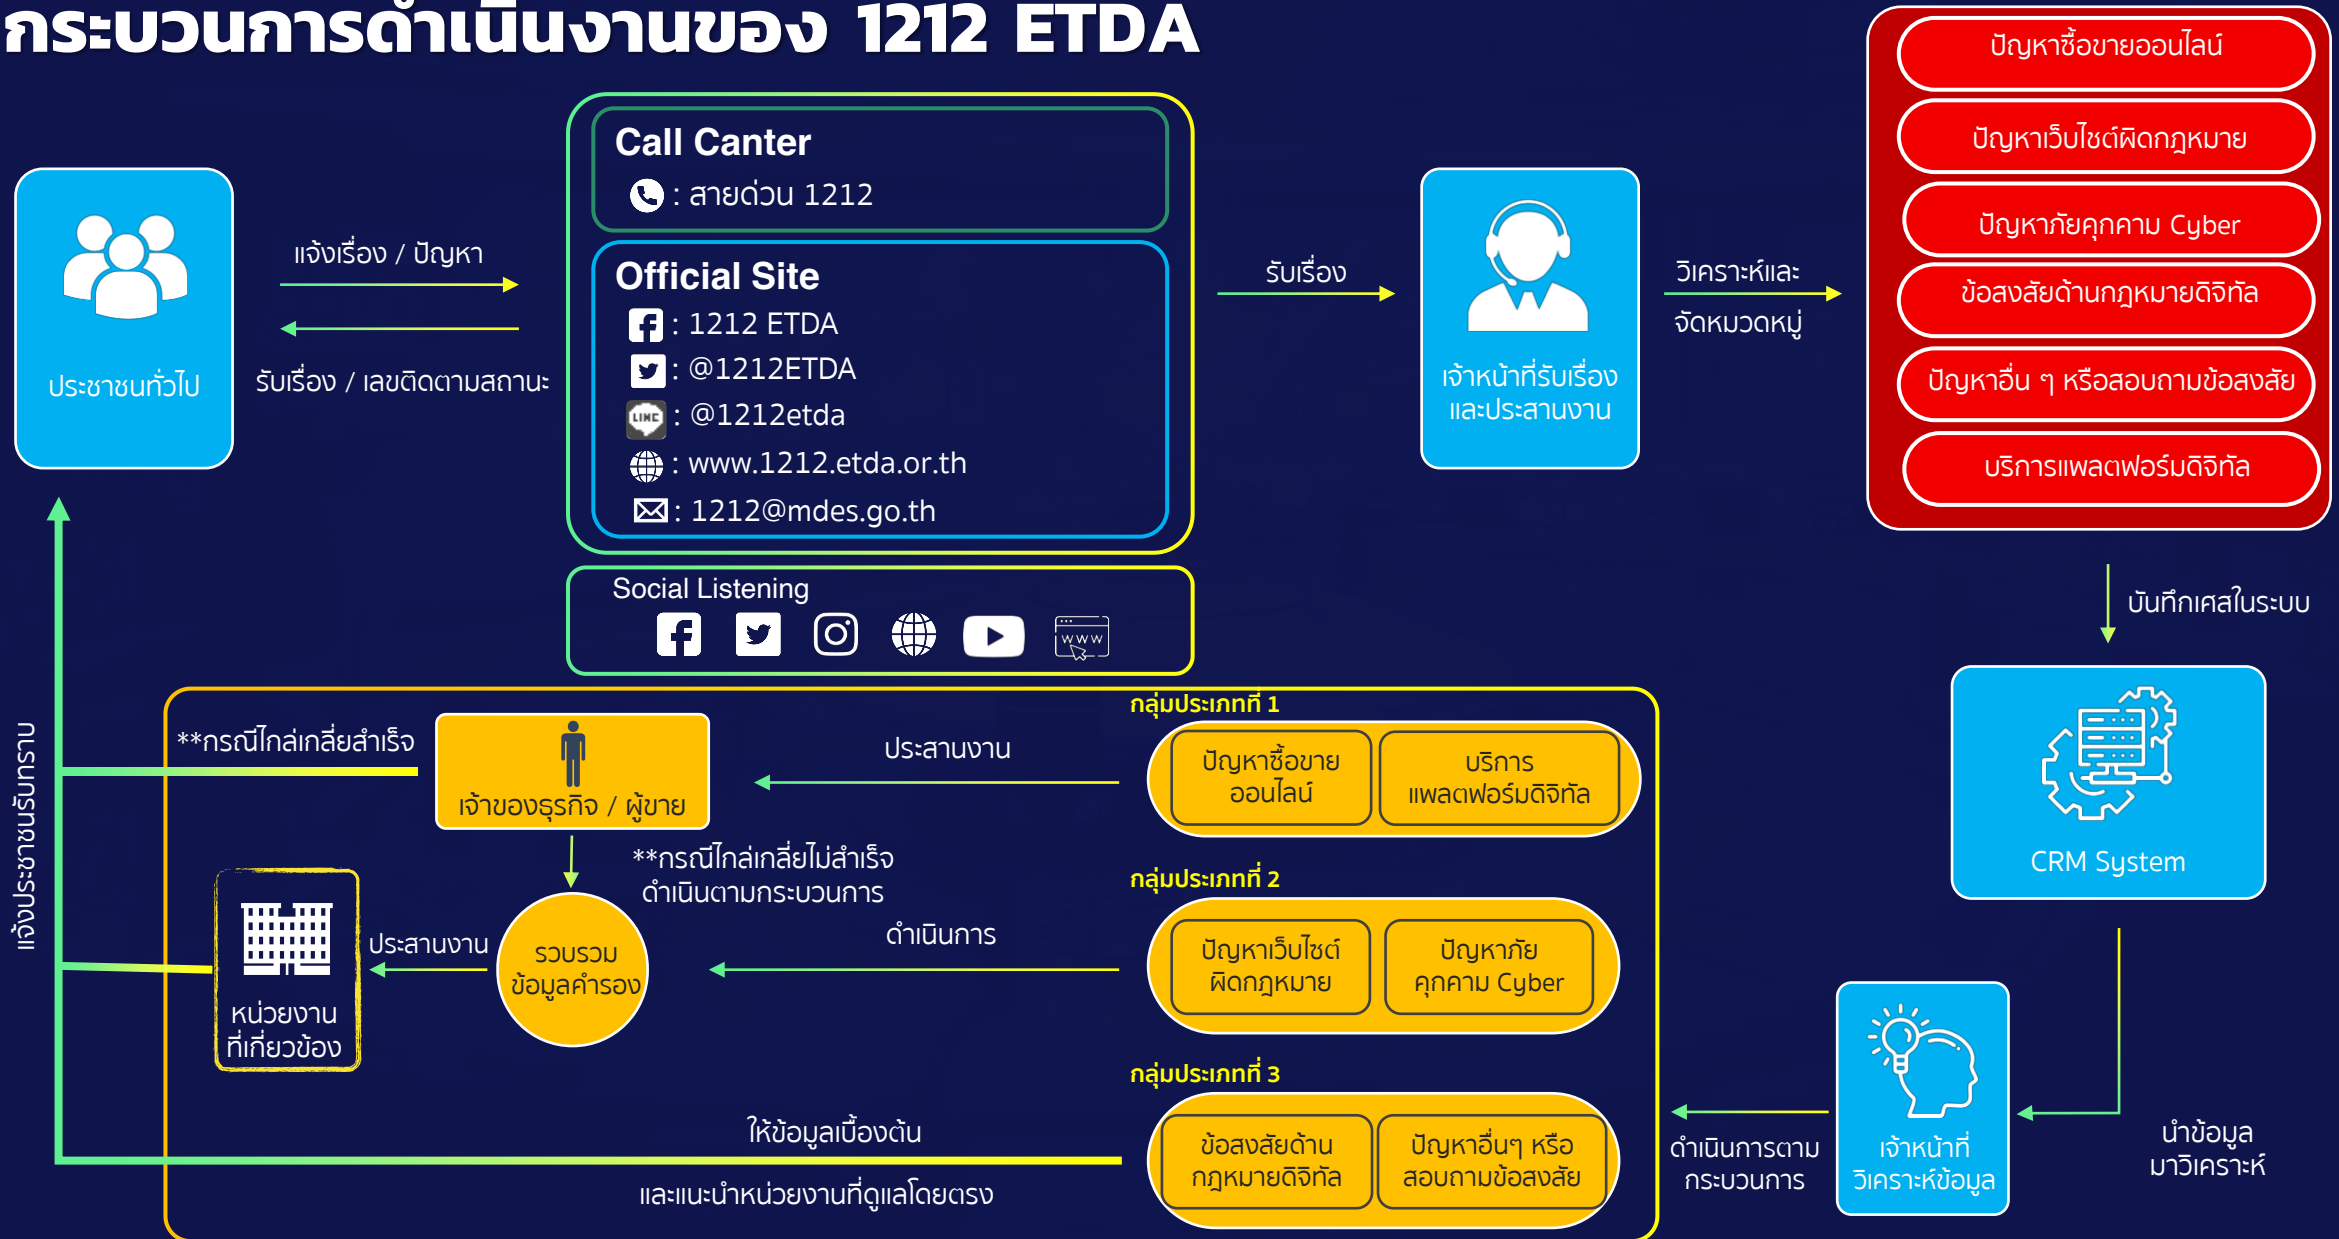 กระบวนการดำเนินงานของ 1212 ETDA
ประชาชนทั่วไป
แจ้งเรื่อง / ปัญหา
รับเรื่อง / เลขติดตามสถานะ
Call Canter
: สายด่วน 1212
Official Site
: 1212 ETDA
: @1212ETDA
LINE
: @1212etda
: www.1212.etda.or.th
: 1212@mdes.go.th
Social Listening
WWW
รับเรื่อง
เจ้าหน้าที่รับเรื่อง
และประสานงาน
วิเคราะห์และ
จัดหมวดหมู่
ปัญหาซื้อขายออนไลน์
ปัญหาเว็บไซต์ผิดกฎหมาย
ปัญหาภัยคุกคาม Cyber
ข้อสงสัยด้านกฎหมายดิจิทัล
ปัญหาอื่น ๆ หรือสอบถามข้อสงสัย
บริการแพลตฟอร์มดิจิทัล
บันทึกเคสในระบบ
CRM System
นำข้อมูล
มาวิเคราะห์
เจ้าหน้าที่
วิเคราะห์ข้อมูล
ดำเนินการตาม
กระบวนการ
กลุ่มประเภทที่ 1
ปัญหาซื้อขาย
ออนไลน์
บริการ
แพลตฟอร์มดิจิทัล
ประสานงาน
เจ้าของธุรกิจ / ผู้ขาย
**กรณีไกล่เกลี่ยสำเร็จ
**กรณีไกล่เกลี่ยไม่สำเร็จ
ดำเนินตามกระบวนการ
กลุ่มประเภทที่ 2
ปัญหาเว็บไซต์
ผิดกฎหมาย
ปัญหาภัย
คุกคาม Cyber
ดำเนินการ
รวบรวม
ข้อมูลคำรอง
ประสานงาน
หน่วยงาน
ที่เกี่ยวข้อง
กลุ่มประเภทที่ 3
ข้อสงสัยด้าน
กฎหมายดิจิทัล
ปัญหาอื่นๆ หรือ
สอบถามข้อสงสัย
ให้ข้อมูลเบื้องต้น
และแนะนำหน่วยงานที่ดูแลโดยตรง
แจ้งประชาชนรับทราบ